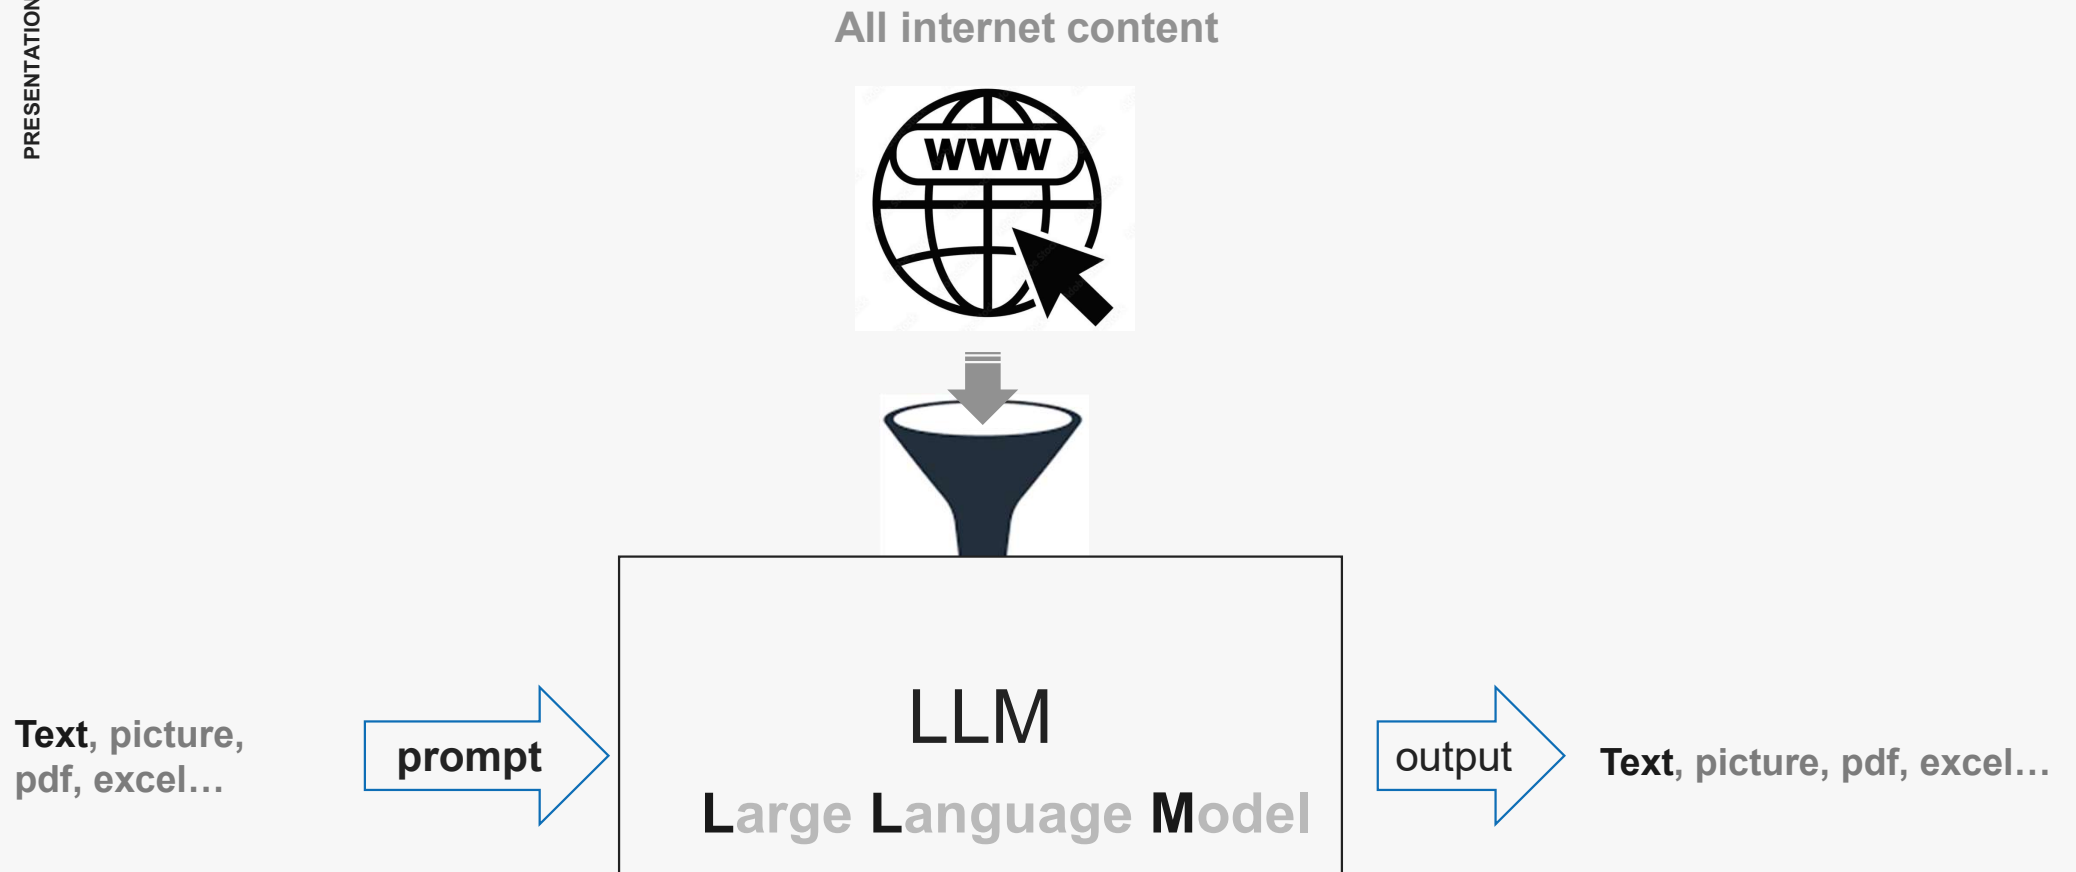 PRESENTATION
All internet content
WWW
LLM
Large Language Model
Text, picture,
pdf, excel…
prompt
output
Text, picture, pdf, excel…